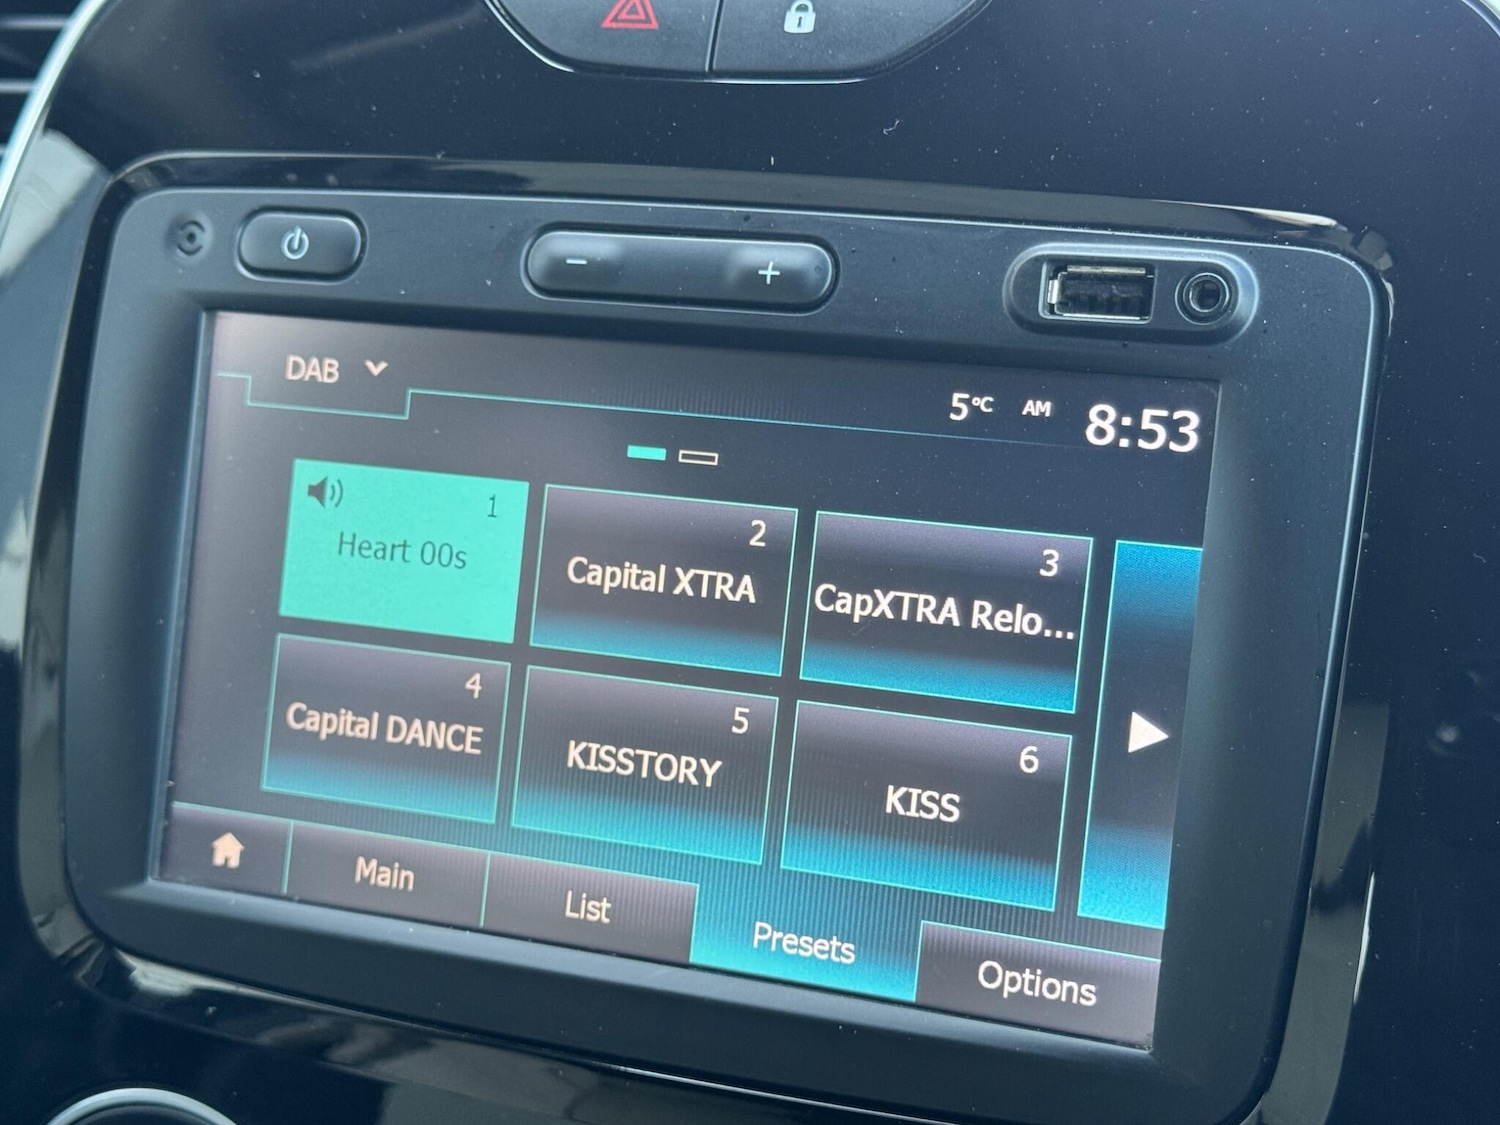 DAB
5°C AM 8:53
1
Heart 00s
2
Capital XTRA
3
CapXTRA Relo...
4
Capital DANCE
5
KISSTORY
6
KISS
Main
List
Presets
Options